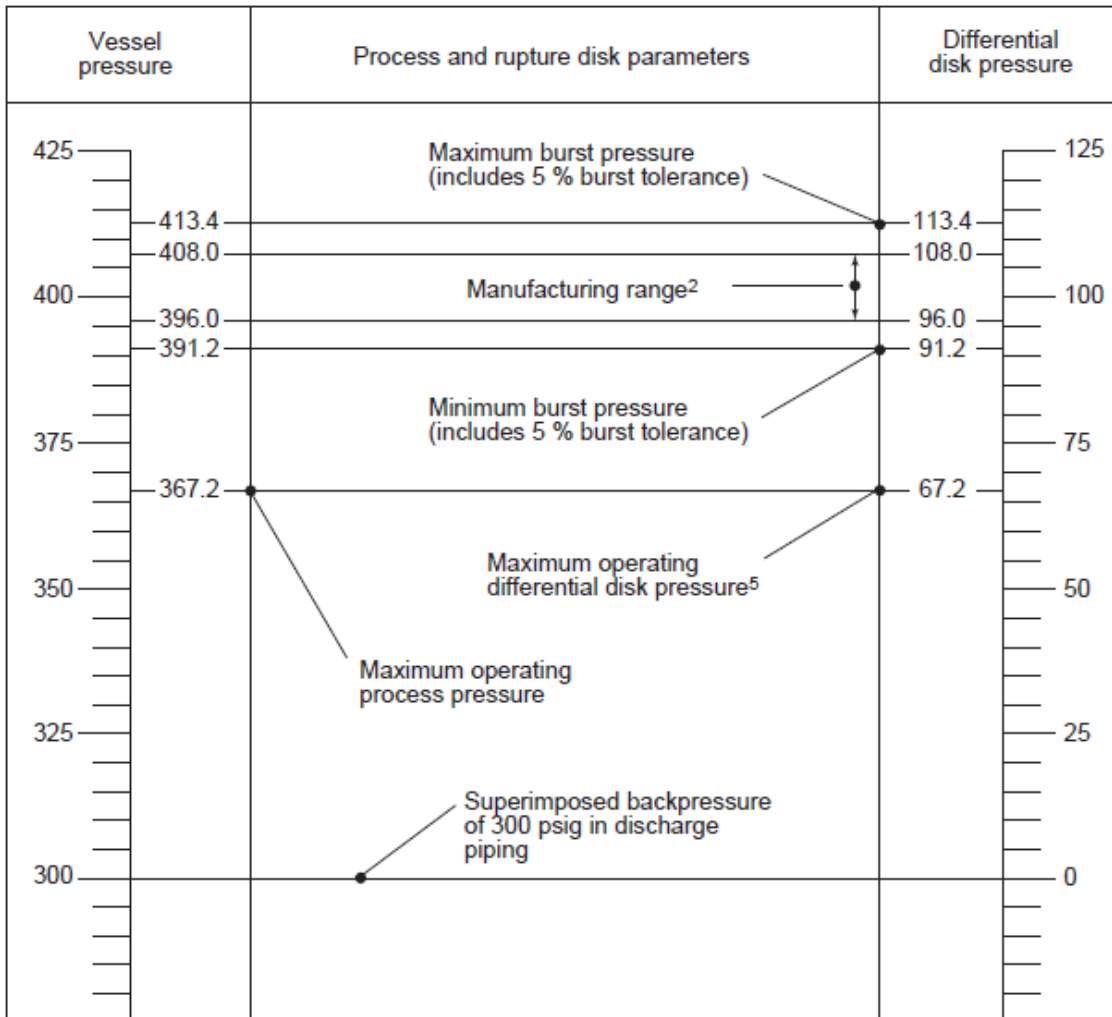 Vessel
pressure
Process and rupture disk parameters
Differential
disk pressure
425
Maximum burst pressure
(includes 5 % burst tolerance)
125
413.4
113.4
408.0
108.0
400
Manufacturing range²
100
396.0
96.0
391.2
91.2
Minimum burst pressure
(includes 5 % burst tolerance)
375
75
367.2
67.2
Maximum operating
differential disk pressure⁵
350
50
Maximum operating
process pressure
325
25
Superimposed backpressure
of 300 psig in discharge
piping
300
0